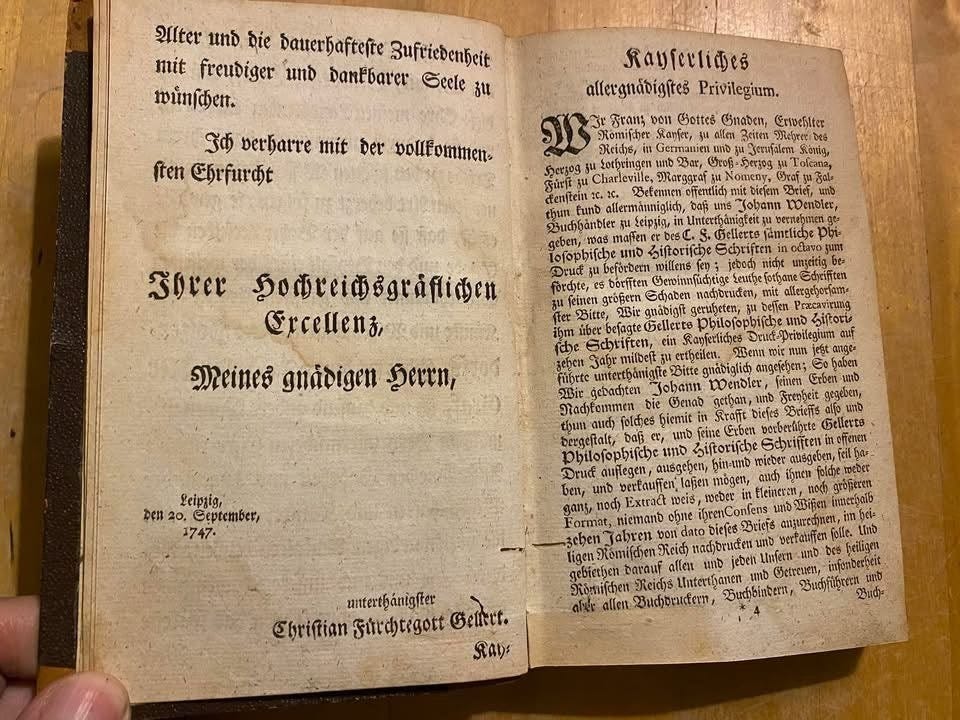 Alter und die dauerhafteste Zufriedenheit
mit freudiger und dankbarer Seele zu
wünschen.
Ich verharre mit der vollkommen-
sten Ehrfurcht
Ihrer Hochreichsgräflichen
Excellenz,
Meines gnädigen Herrn,
Leipzig,
den 20. September,
1747.
unterthänigster
Christian Fürchtegott Gellert.
Kay-
Kayserliches
allergnädigstes Privilegium.
WIr Franz von Gottes Gnaden, Erwehlter
Römischer Kayser, zu allen Zeiten Mehrer des
Reichs, in Germanien und zu Jerusalem König,
Herzog zu Lothringen und Bar, Groß-Herzog zu Toscana,
Fürst zu Charleville, Marggraf zu Nomeny, Graf zu Fal-
ckenstein ꝛc. ꝛc. Bekennen offentlich mit diesem Brief, und
thun kund allermänniglich, daß uns Johann Wendler,
Buchhändler zu Leipzig, in Unterthänigkeit zu vernehmen ge-
geben, was massen er des C. F. Gellerts sämtliche Phi-
losophische und Historische Schriften in octavo zum
Druck zu befördern willens sey; jedoch nicht unzeitig be-
förchte, es dörfften Gewinnsüchtige Leuthe sothane Schrifften
zu seinen größern Schaden nachdrucken, mit allergehorsam-
ster Bitte, Wir gnädigst geruheten, zu dessen Præcavirung
ihm über besagte Gellerts Philosophische und Histori-
sche Schriften, ein Kayserliches Druck-Privilegium auf
zehen Jahr mildest zu ertheilen. Wenn wir nun jetzt ange-
führte unterthänigste Bitte gnädiglich angesehen; So haben
Wir gedachten Johann Wendler, seinen Erben und
Nachkommen die Genad gethan, und Freyheit gegeben,
thun auch solches hiemit in Krafft dieses Brieffs also und
dergestalt, daß er, und seine Erben vorberührte Gellerts
Philosophische und Historische Schrifften in offenen
Druck auflegen, ausgehen, hin-und wieder ausgeben, feil ha-
ben, und verkauffen laßen mögen, auch ihnen solche weder
ganz, noch Extract weis, weder in kleineren, noch größeren
Format, niemand ohne ihren Consens und Wißen innerhalb
zehen Jahren von dato dieses Briefs anzurechnen, im hei-
ligen Römischen Reich nachdrucken und verkauffen solle. Und
gebiethen darauf allen und jeden Unsern und des heiligen
Römischen Reichs Unterthanen und Getreuen, insonderheit
aber allen Buchdruckern, Buchbindern, Buchführern und
* 4
Buch-